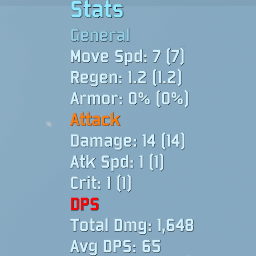 Stats
General
Move Spd: 7 (7)
Regen: 1.2 (1.2)
Armor: 0% (0%)
Attack
Damage: 14 (14)
Atk Spd: 1 (1)
Crit: 1 (1)
DPS
Total Dmg: 1,648
Avg DPS: 65